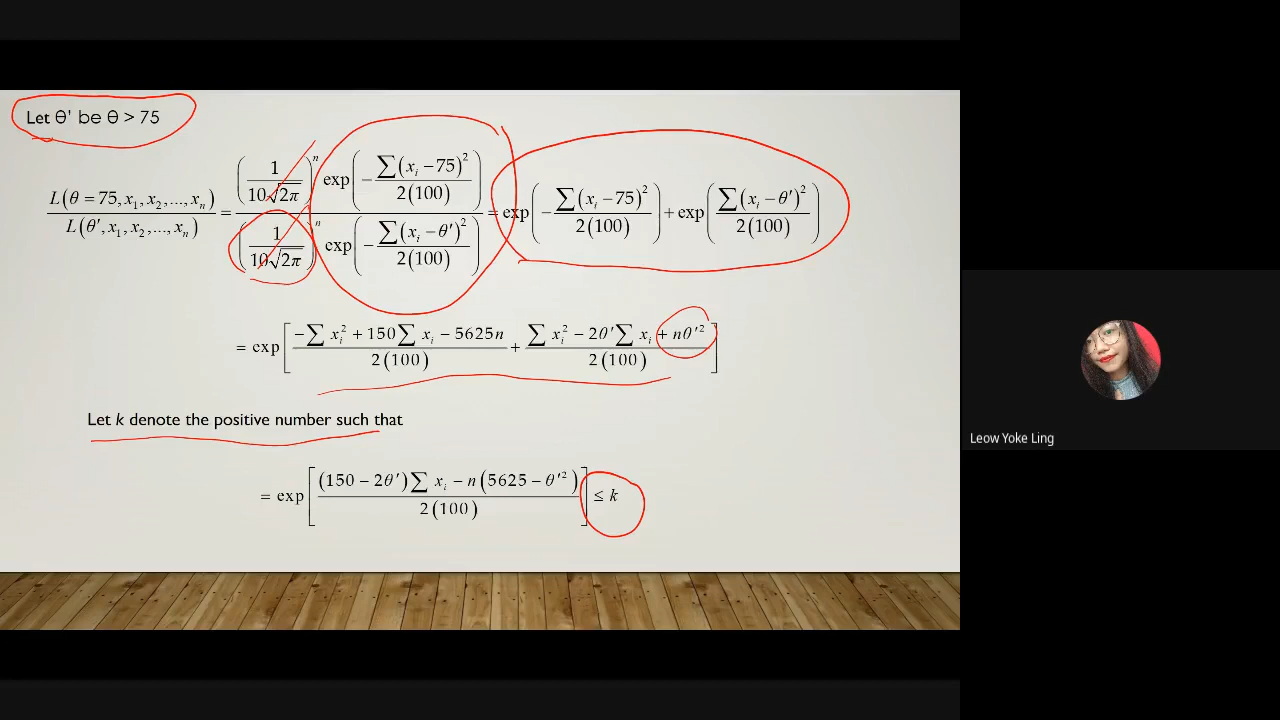 Let θ' be θ > 75
L(θ = 75, x₁, x₂, ..., xₙ) / L(θ', x₁, x₂, ..., xₙ) = (1 / 10√2π)ⁿ exp(−∑(xᵢ − 75)² / 2(100)) / (1 / 10√2π)ⁿ exp(−∑(xᵢ − θ')² / 2(100)) = exp(−∑(xᵢ − 75)² / 2(100)) + exp(∑(xᵢ − θ')² / 2(100))
= exp[(−∑ xᵢ² + 150∑ xᵢ − 5625n) / 2(100) + (∑ xᵢ² − 2θ'∑ xᵢ + nθ'²) / 2(100)]
Let k denote the positive number such that
= exp[((150 − 2θ')∑ xᵢ − n(5625 − θ'²)) / 2(100)] ≤ k
Leow Yoke Ling